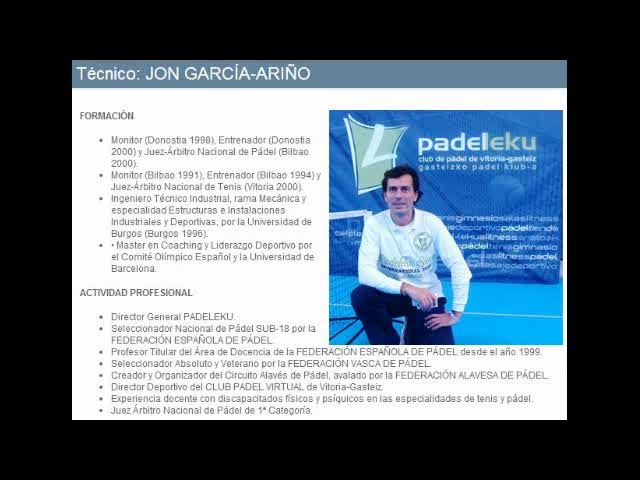 Técnico: JON GARCÍA-ARIÑO
FORMACIÓN
• Monitor (Donostia 1998), Entrenador (Donostia
2000) y Juez-Árbitro Nacional de Pádel (Bilbao
2000).
• Monitor (Bilbao 1991), Entrenador (Bilbao 1994) y
Juez-Árbitro Nacional de Tenis (Vitoria 2000).
• Ingeniero Técnico Industrial, rama Mecánica y
especialidad Estructuras e Instalaciones
Industriales y Deportivas, por la Universidad de
Burgos (Burgos 1996).
• • Master en Coaching y Liderazgo Deportivo por
el Comité Olímpico Español y la Universidad de
Barcelona.
padeleku
club de pádel de vitoria-gasteiz
gasteizko padel klub-a
ACTIVIDAD PROFESIONAL
• Director General PADELEKU.
• Seleccionador Nacional de Pádel SUB-18 por la
FEDERACIÓN ESPAÑOLA DE PÁDEL.
• Profesor Titular del Área de Docencia de la FEDERACIÓN ESPAÑOLA DE PÁDEL desde el año 1999.
• Seleccionador Absoluto y Veterano por la FEDERACIÓN VASCA DE PÁDEL.
• Creador y Organizador del Circuito Alavés de Pádel, avalado por la FEDERACIÓN ALAVESA DE PÁDEL.
• Director Deportivo del CLUB PADEL VIRTUAL de Vitoria-Gasteiz.
• Experiencia docente con discapacitados físicos y psíquicos en las especialidades de tenis y pádel.
• Juez Árbitro Nacional de Pádel de 1ª Categoría.